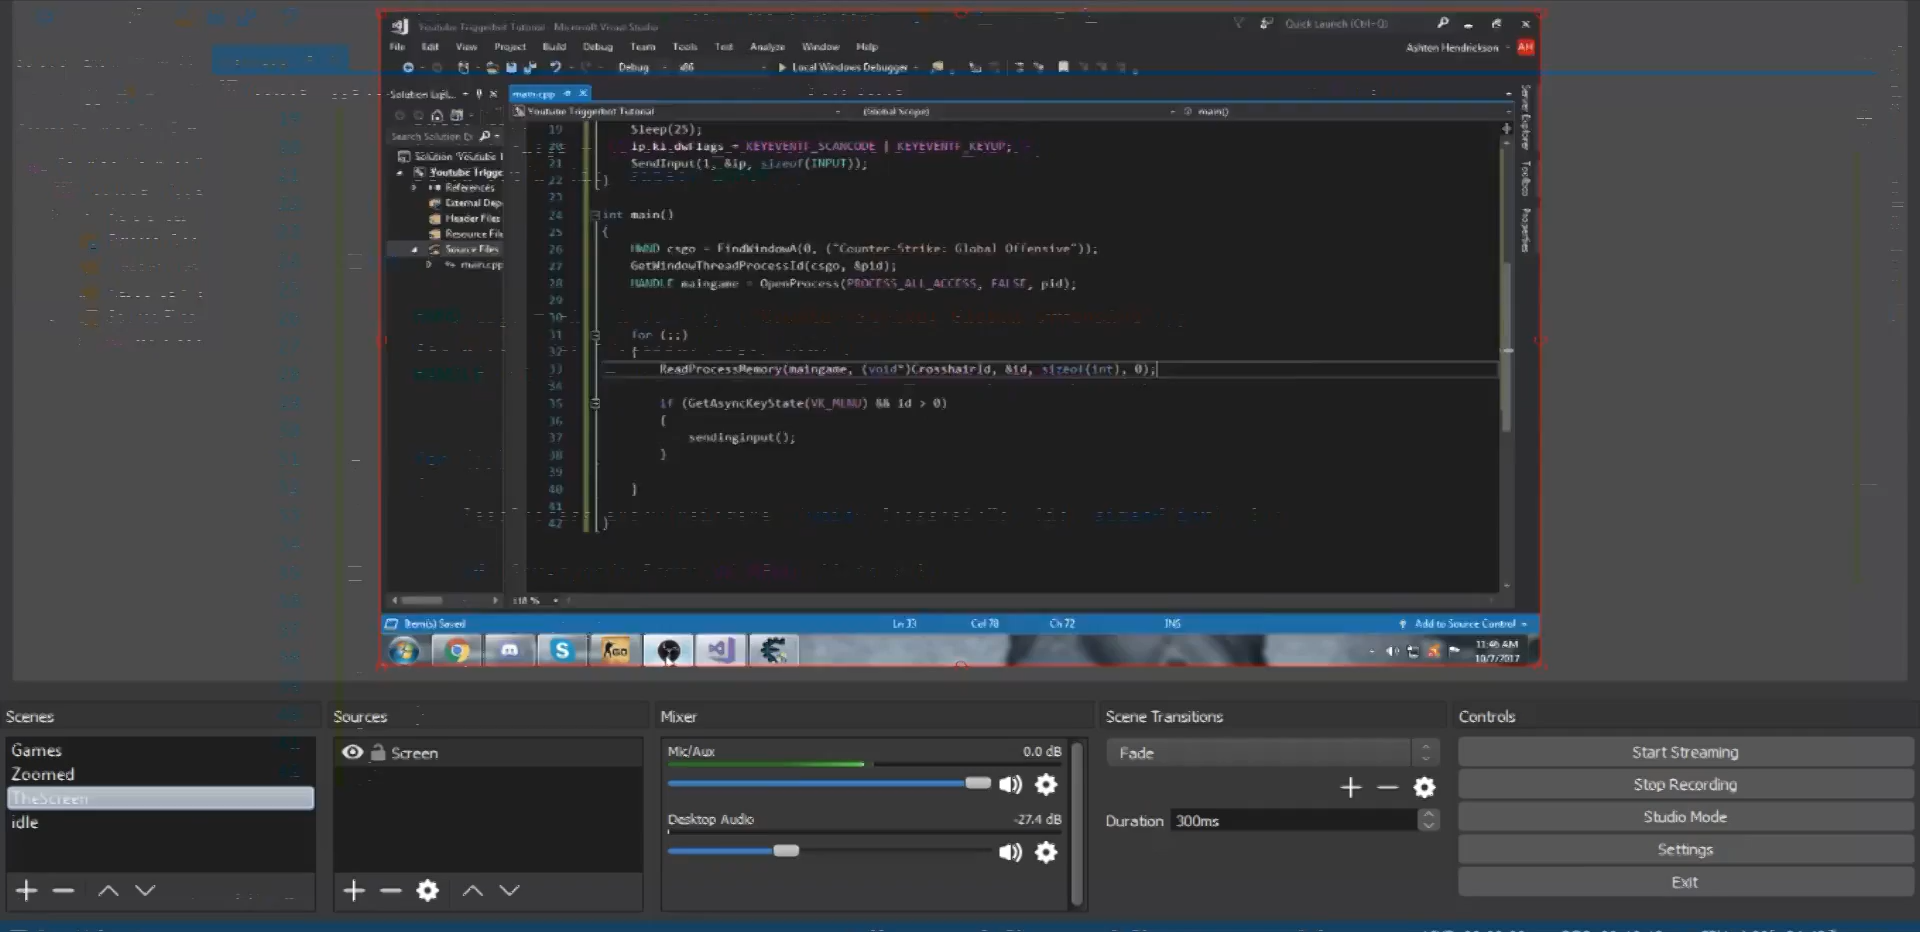 Youtube Triggerbot Tutorial - Microsoft Visual Studio
Quick Launch (Ctrl+Q)
File Edit View Project Build Debug Team Tools Test Analyze Window Help
Ashton Hendrickson
AH
Debug x86 Local Windows Debugger
Solution Expl...
main.cpp
Youtube Triggerbot Tutorial (Global Scope) main()
Search Solution Ex
Solution 'Youtube T
Youtube Trigge
References
External Dep
Header Files
Resource File
Source Files
main.cpp
Server Explorer
Toolbox
Properties
19 Sleep(25);
20 ip.ki.dwFlags = KEYEVENTF_SCANCODE | KEYEVENTF_KEYUP;
21 SendInput(1, &ip, sizeof(INPUT));
22 }
23
24 int main()
25 {
26 HWND csgo = FindWindowA(0, ("Counter-Strike: Global Offensive"));
27 GetWindowThreadProcessId(csgo, &pid);
28 HANDLE maingame = OpenProcess(PROCESS_ALL_ACCESS, FALSE, pid);
29
30
31 for (;;)
32 {
33 ReadProcessMemory(maingame, (void*)CrosshairId, &id, sizeof(int), 0);
34
35 if (GetAsyncKeyState(VK_MENU) && id > 0)
36 {
37 sendinginput();
38 }
39
40 }
41
42 }
118 %
Item(s) Saved Ln 33 Col 78 Ch 72 INS Add to Source Control
GO
11:46 AM
10/7/2017
Scenes Sources Mixer Scene Transitions Controls
Games
Zoomed
TheScreen
idle
Screen
Mic/Aux 0.0 dB
Desktop Audio -27.4 dB
Fade
Duration 300ms
Start Streaming
Stop Recording
Studio Mode
Settings
Exit